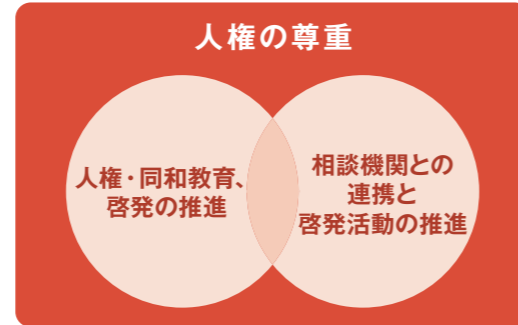 人権の尊重
人権・同和教育、
啓発の推進
相談機関との
連携と
啓発活動の推進